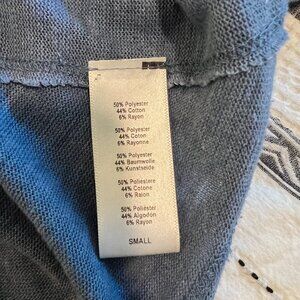 50% Polyester
44% Cotton
6% Rayon
50% Polyester
44% Coton
6% Rayonne
50% Polyester
44% Baumwolle
6% Kunstseide
50% Poliestere
44% Cotone
6% Raion
50% Poliéster
44% Algodon
6% Rayon
SMALL